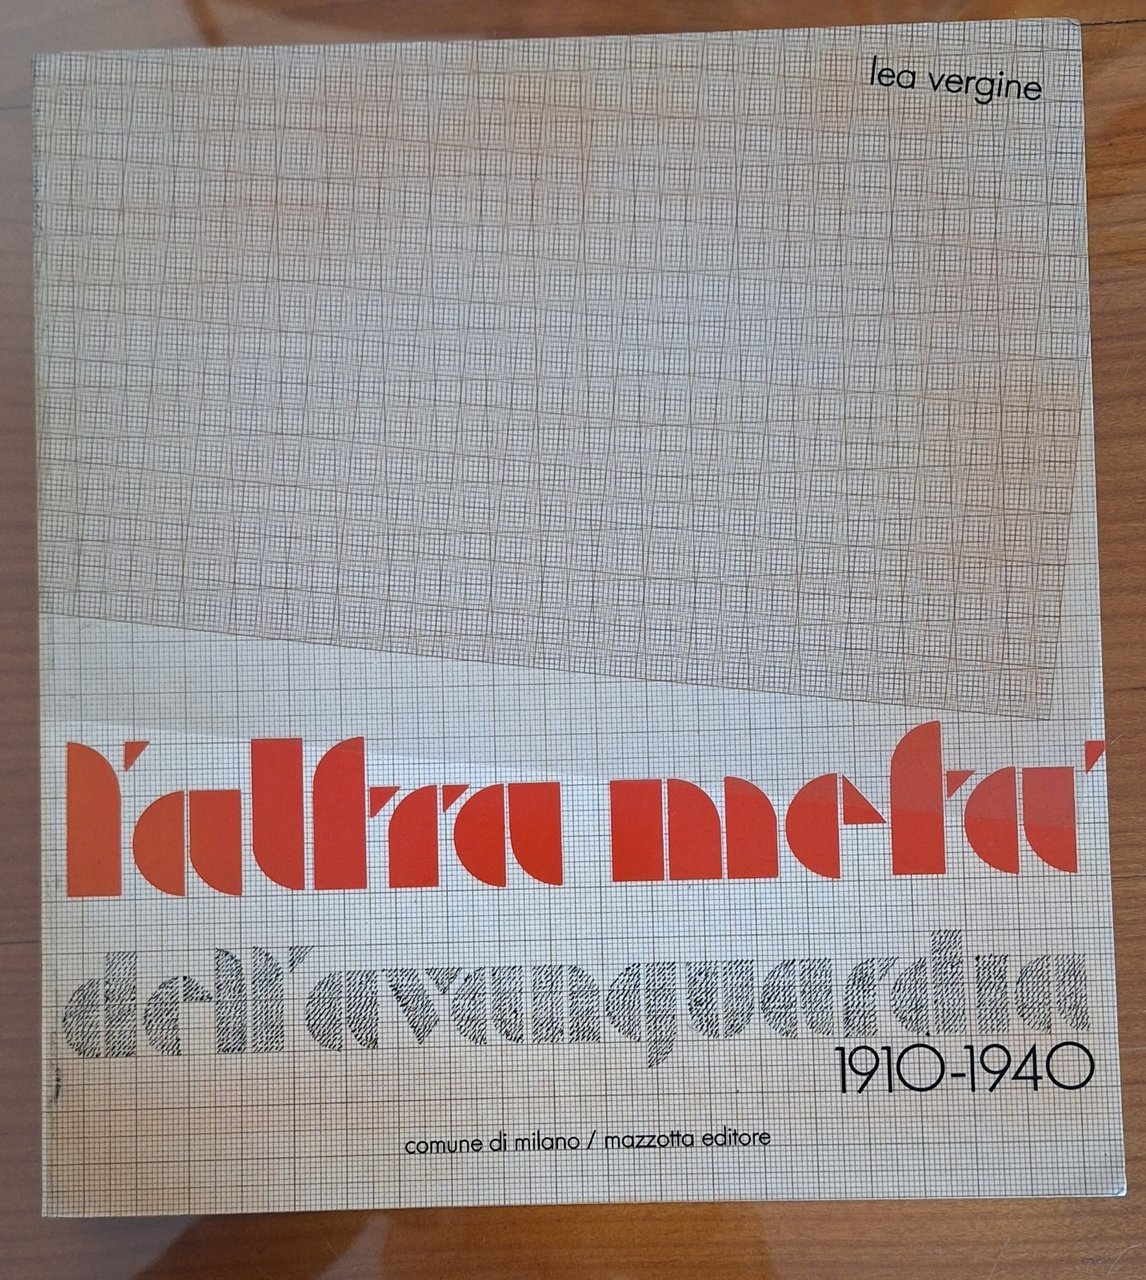 lea vergine
l'altra metà
dell'avanguardia
1910-1940
comune di milano / mazzotta editore